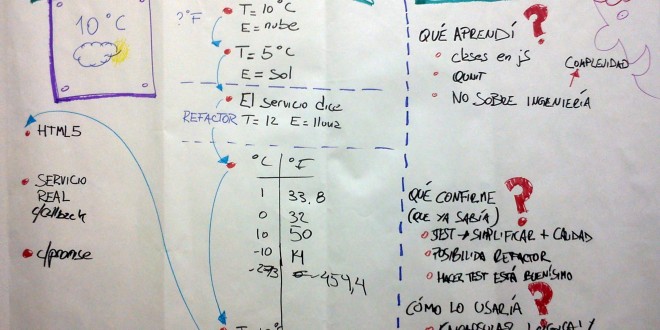 10°C
HTML5
SERVICIO
REAL
c/callback
c/promise
?°F
T=10°C
E=nube
T=5°C
E=sol
El servicio dice
REFACTOR
T=12 E=lluvia
°C °F
1 33.8
0 32
10 50
-10 14
-273 -459,4
QUÉ APRENDÍ ?
clases en js
QUNIT
NO SOBRE INGENIERÍA
COMPLEJIDAD
QUÉ CONFIRMÉ ?
(QUE YA SABÍA)
TEST → SIMPLIFICAR + CALIDAD
POSIBILIDA REFACTOR
HACER TEST ESTÁ BUENÍSIMO
CÓMO LO USARÍA ?